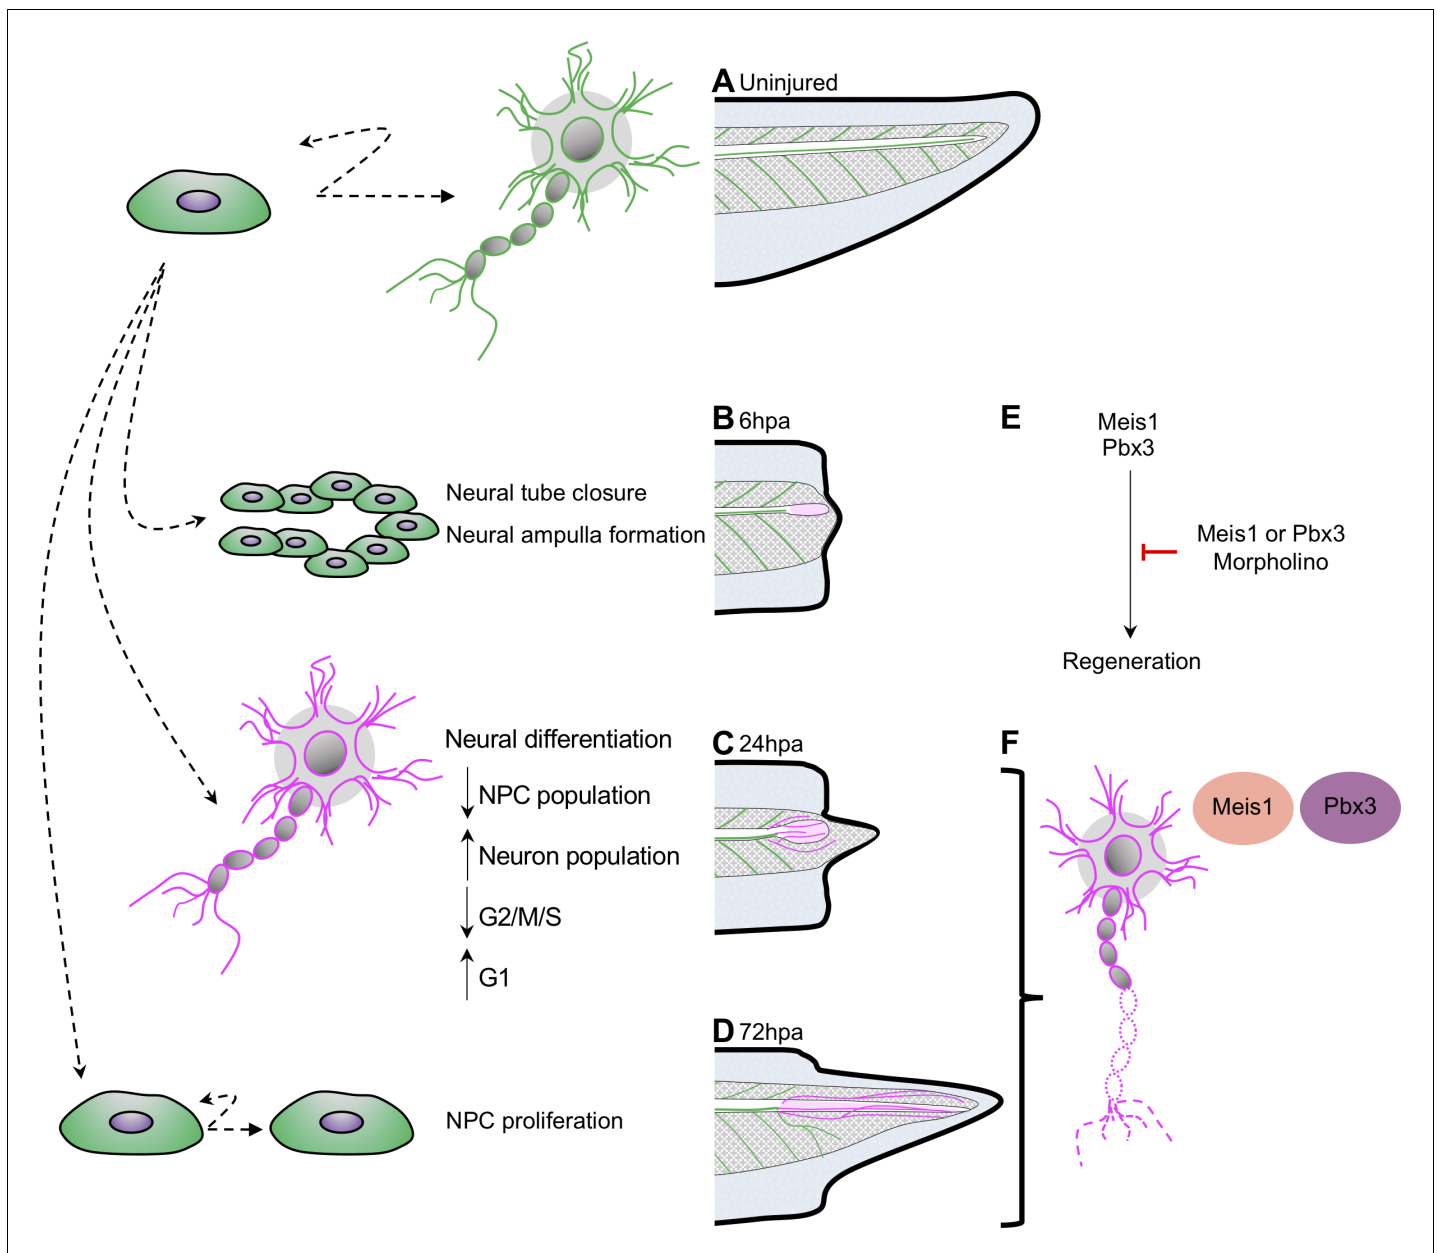 A Uninjured
B 6hpa
Neural tube closure
Neural ampulla formation
E
Meis1
Pbx3
Meis1 or Pbx3
Morpholino
Regeneration
C 24hpa
Neural differentiation
NPC population
Neuron population
G2/M/S
G1
D 72hpa
NPC proliferation
F
Meis1
Pbx3